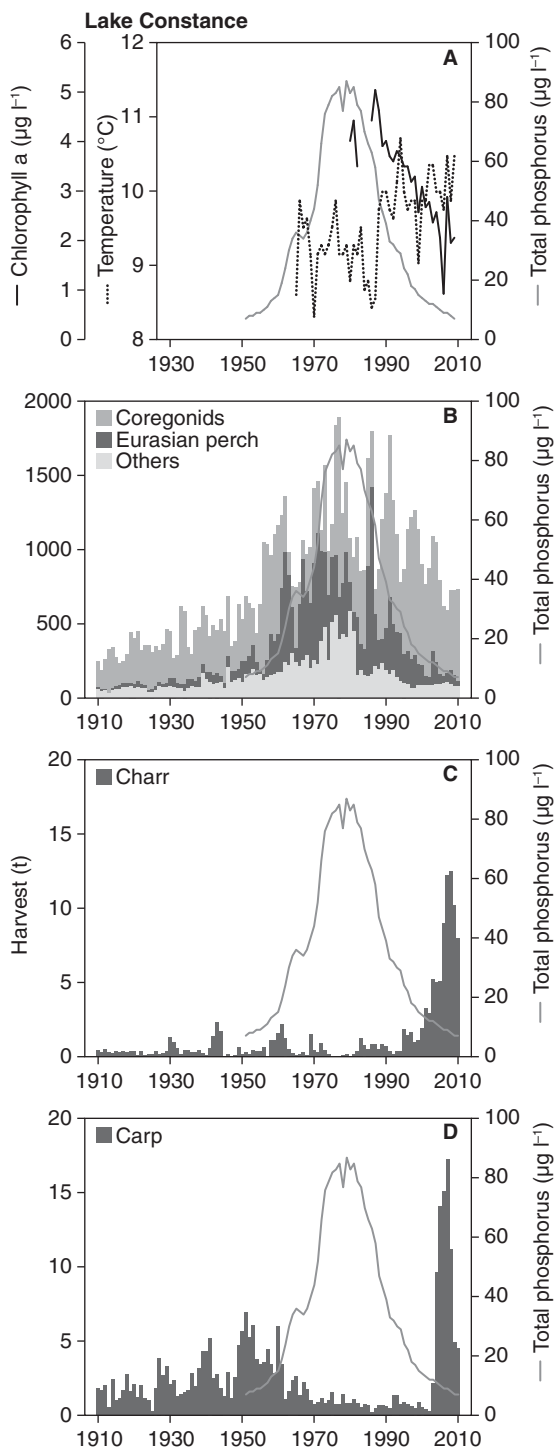 Lake Constance
A
— Chlorophyll a (μg l⁻¹)
6
5
4
3
2
1
0
Temperature (°C)
12
11
10
9
8
— Total phosphorus (μg l⁻¹)
100
80
60
40
20
0
1930 1950 1970 1990 2010
B
Coregonids
Eurasian perch
Others
2000
1500
1000
500
0
— Total phosphorus (μg l⁻¹)
100
80
60
40
20
0
1910 1930 1950 1970 1990 2010
C
Charr
Harvest (t)
20
15
10
5
0
— Total phosphorus (μg l⁻¹)
100
80
60
40
20
0
1910 1930 1950 1970 1990 2010
D
Carp
20
15
10
5
0
— Total phosphorus (μg l⁻¹)
100
80
60
40
20
0
1910 1930 1950 1970 1990 2010